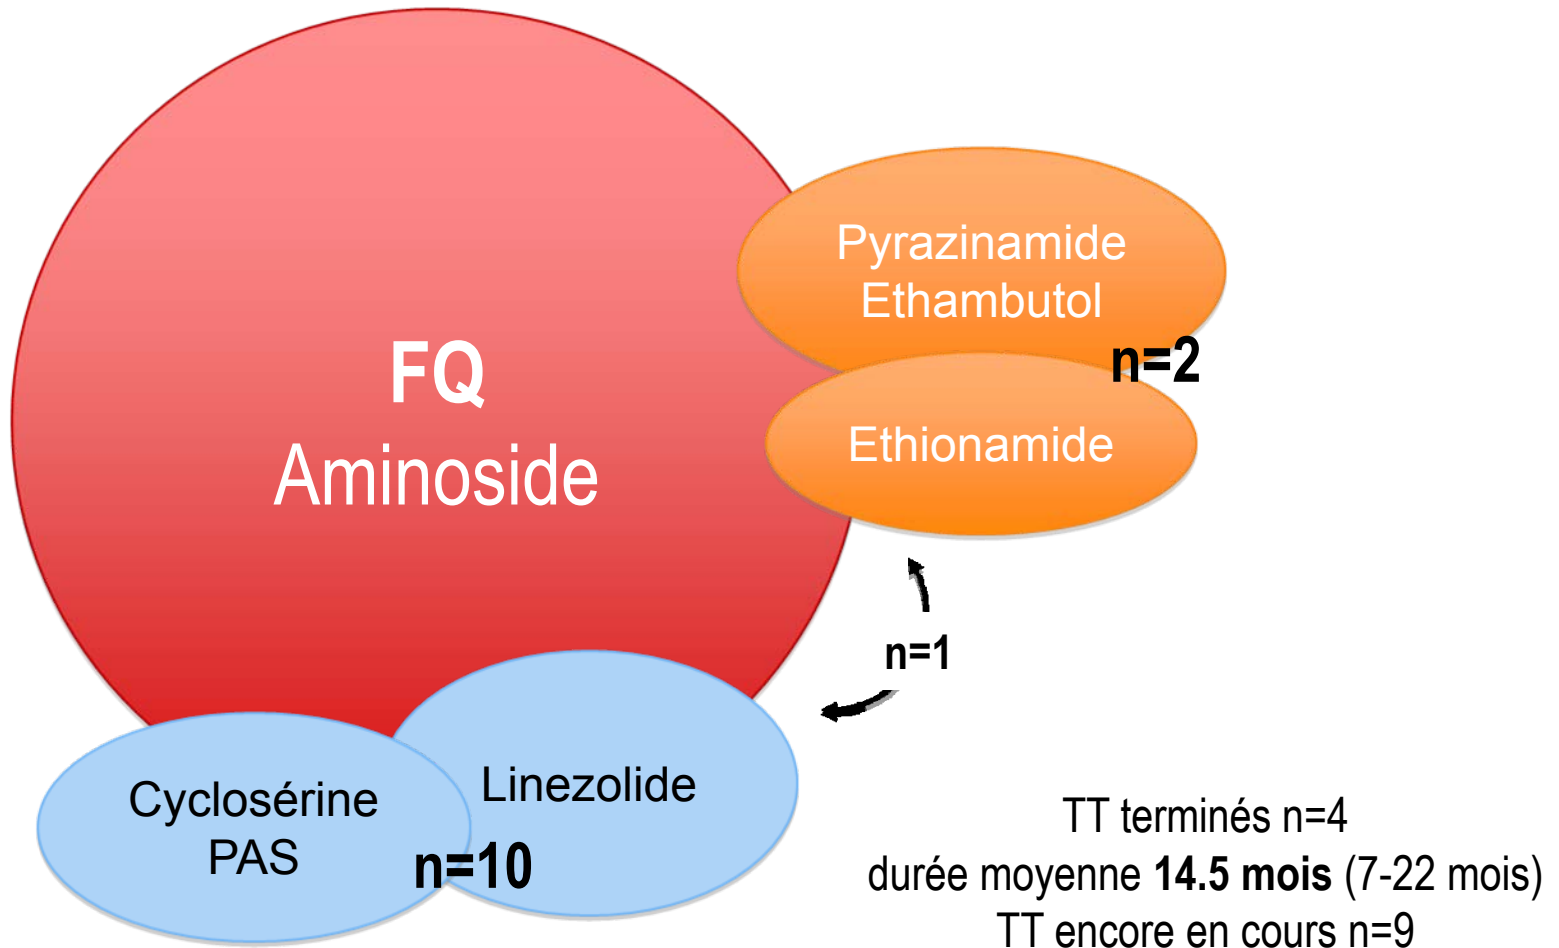 FQ
Aminoside
Pyrazinamide
Ethambutol
n=2
Ethionamide
n=1
Linezolide
Cyclosérine
PAS
n=10
TT terminés n=4
durée moyenne 14.5 mois (7-22 mois)
TT encore en cours n=9